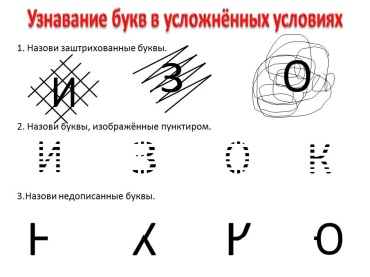 Узнавание букв в усложнённых условиях
1. Назови заштрихованные буквы.
И З О
2. Назови буквы, изображённые пунктиром.
И З О К
3.Назови недописанные буквы.